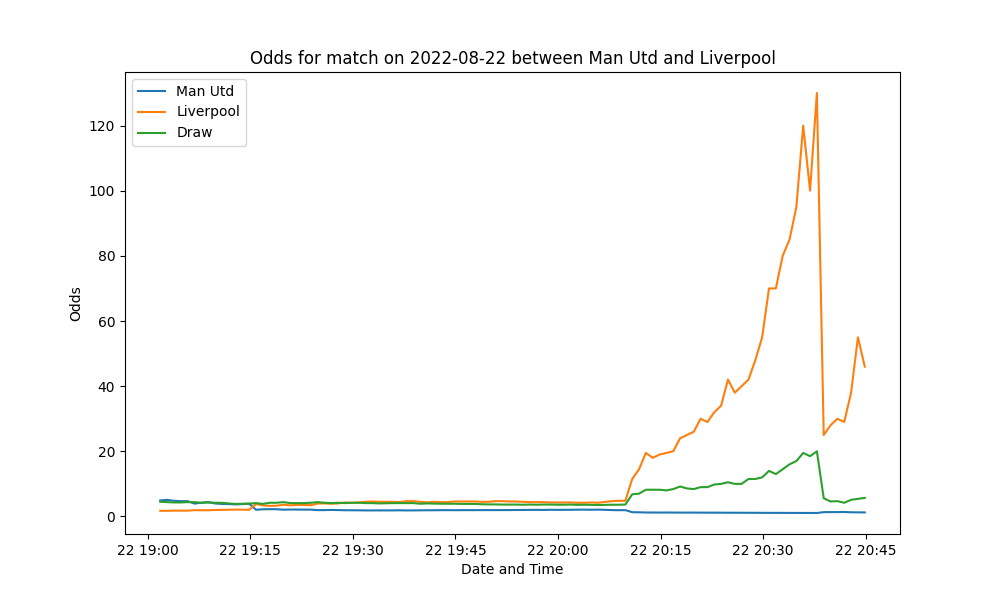 Odds for match on 2022-08-22 between Man Utd and Liverpool
Man Utd
Liverpool
Draw
120
100
80
60
40
20
0
Odds
22 19:00 22 19:15 22 19:30 22 19:45 22 20:00 22 20:15 22 20:30 22 20:45
Date and Time